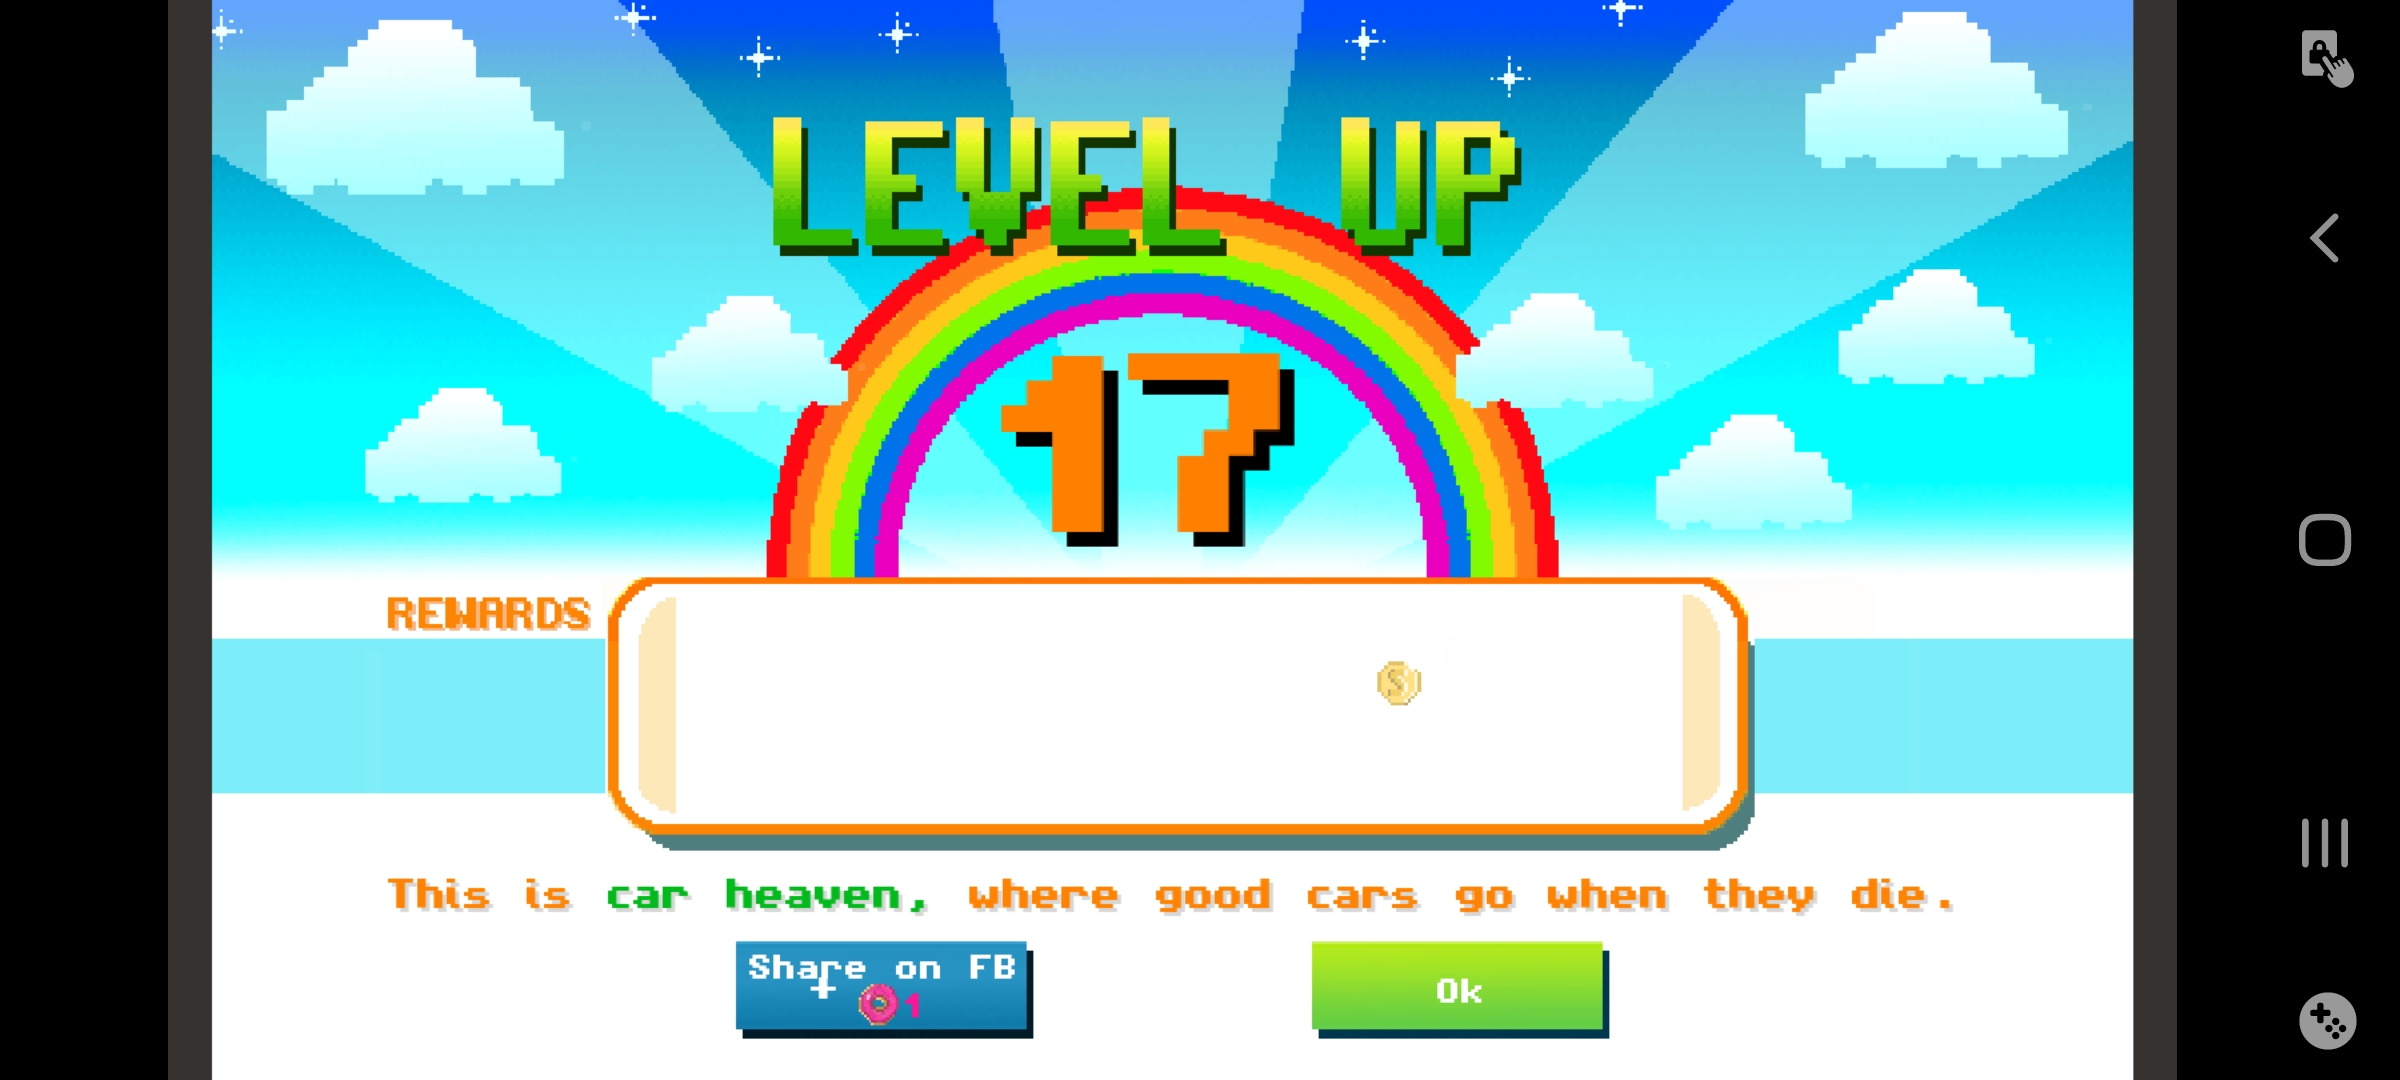 LEVEL UP
17
REWARDS
This is car heaven, where good cars go when they die.
Share on FB
+ 1
Ok